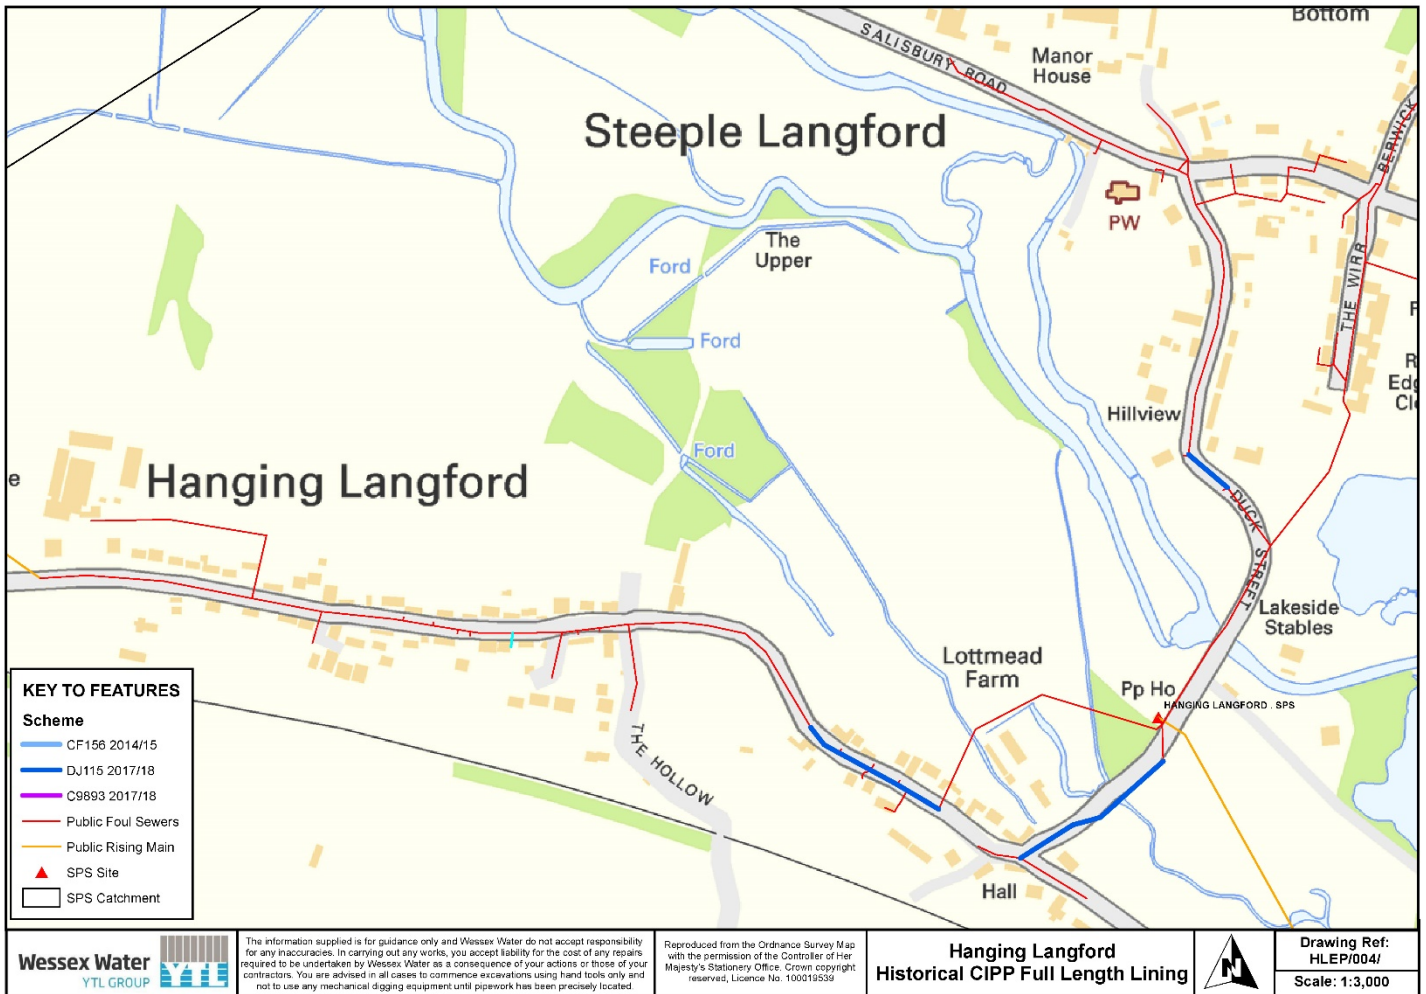 Bottom
SALISBURY ROAD
Manor
House
Steeple Langford
BERWICK
PW
The
Upper
Ford
Ford
THE WIRR
F
R
Edg
Cl
Hillview
Ford
e
Hanging Langford
DUCK STREET
Lakeside
Stables
Lottmead
Farm
Pp Ho
HANGING LANGFORD . SPS
THE HOLLOW
Hall
KEY TO FEATURES
Scheme
CF156 2014/15
DJ115 2017/18
C9893 2017/18
Public Foul Sewers
Public Rising Main
SPS Site
SPS Catchment
Wessex Water
YTL GROUP
YTL
The information supplied is for guidance only and Wessex Water do not accept responsibility
for any inaccuracies. In carrying out any works, you accept liability for the cost of any repairs
required to be undertaken by Wessex Water as a consequence of your actions or those of your
contractors. You are advised in all cases to commence excavations using hand tools only and
not to use any mechanical digging equipment until pipework has been precisely located.
Reproduced from the Ordnance Survey Map
with the permission of the Controller of Her
Majesty's Stationery Office. Crown copyright
reserved, Licence No. 100019539
Hanging Langford
Historical CIPP Full Length Lining
N
Drawing Ref:
HLEP/004/
Scale: 1:3,000